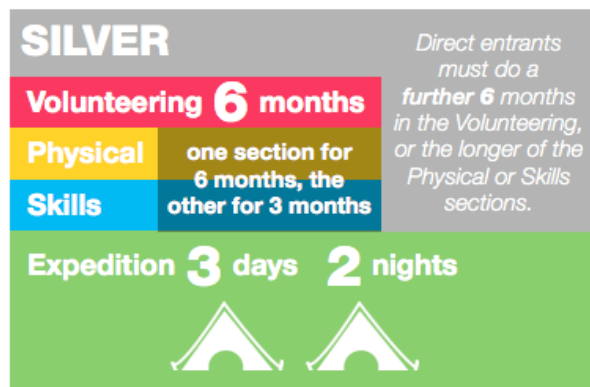 SILVER
Volunteering 6 months
Physical
Skills
one section for
6 months, the
other for 3 months
Direct entrants
must do a
further 6 months
in the Volunteering,
or the longer of the
Physical or Skills
sections.
Expedition 3 days 2 nights